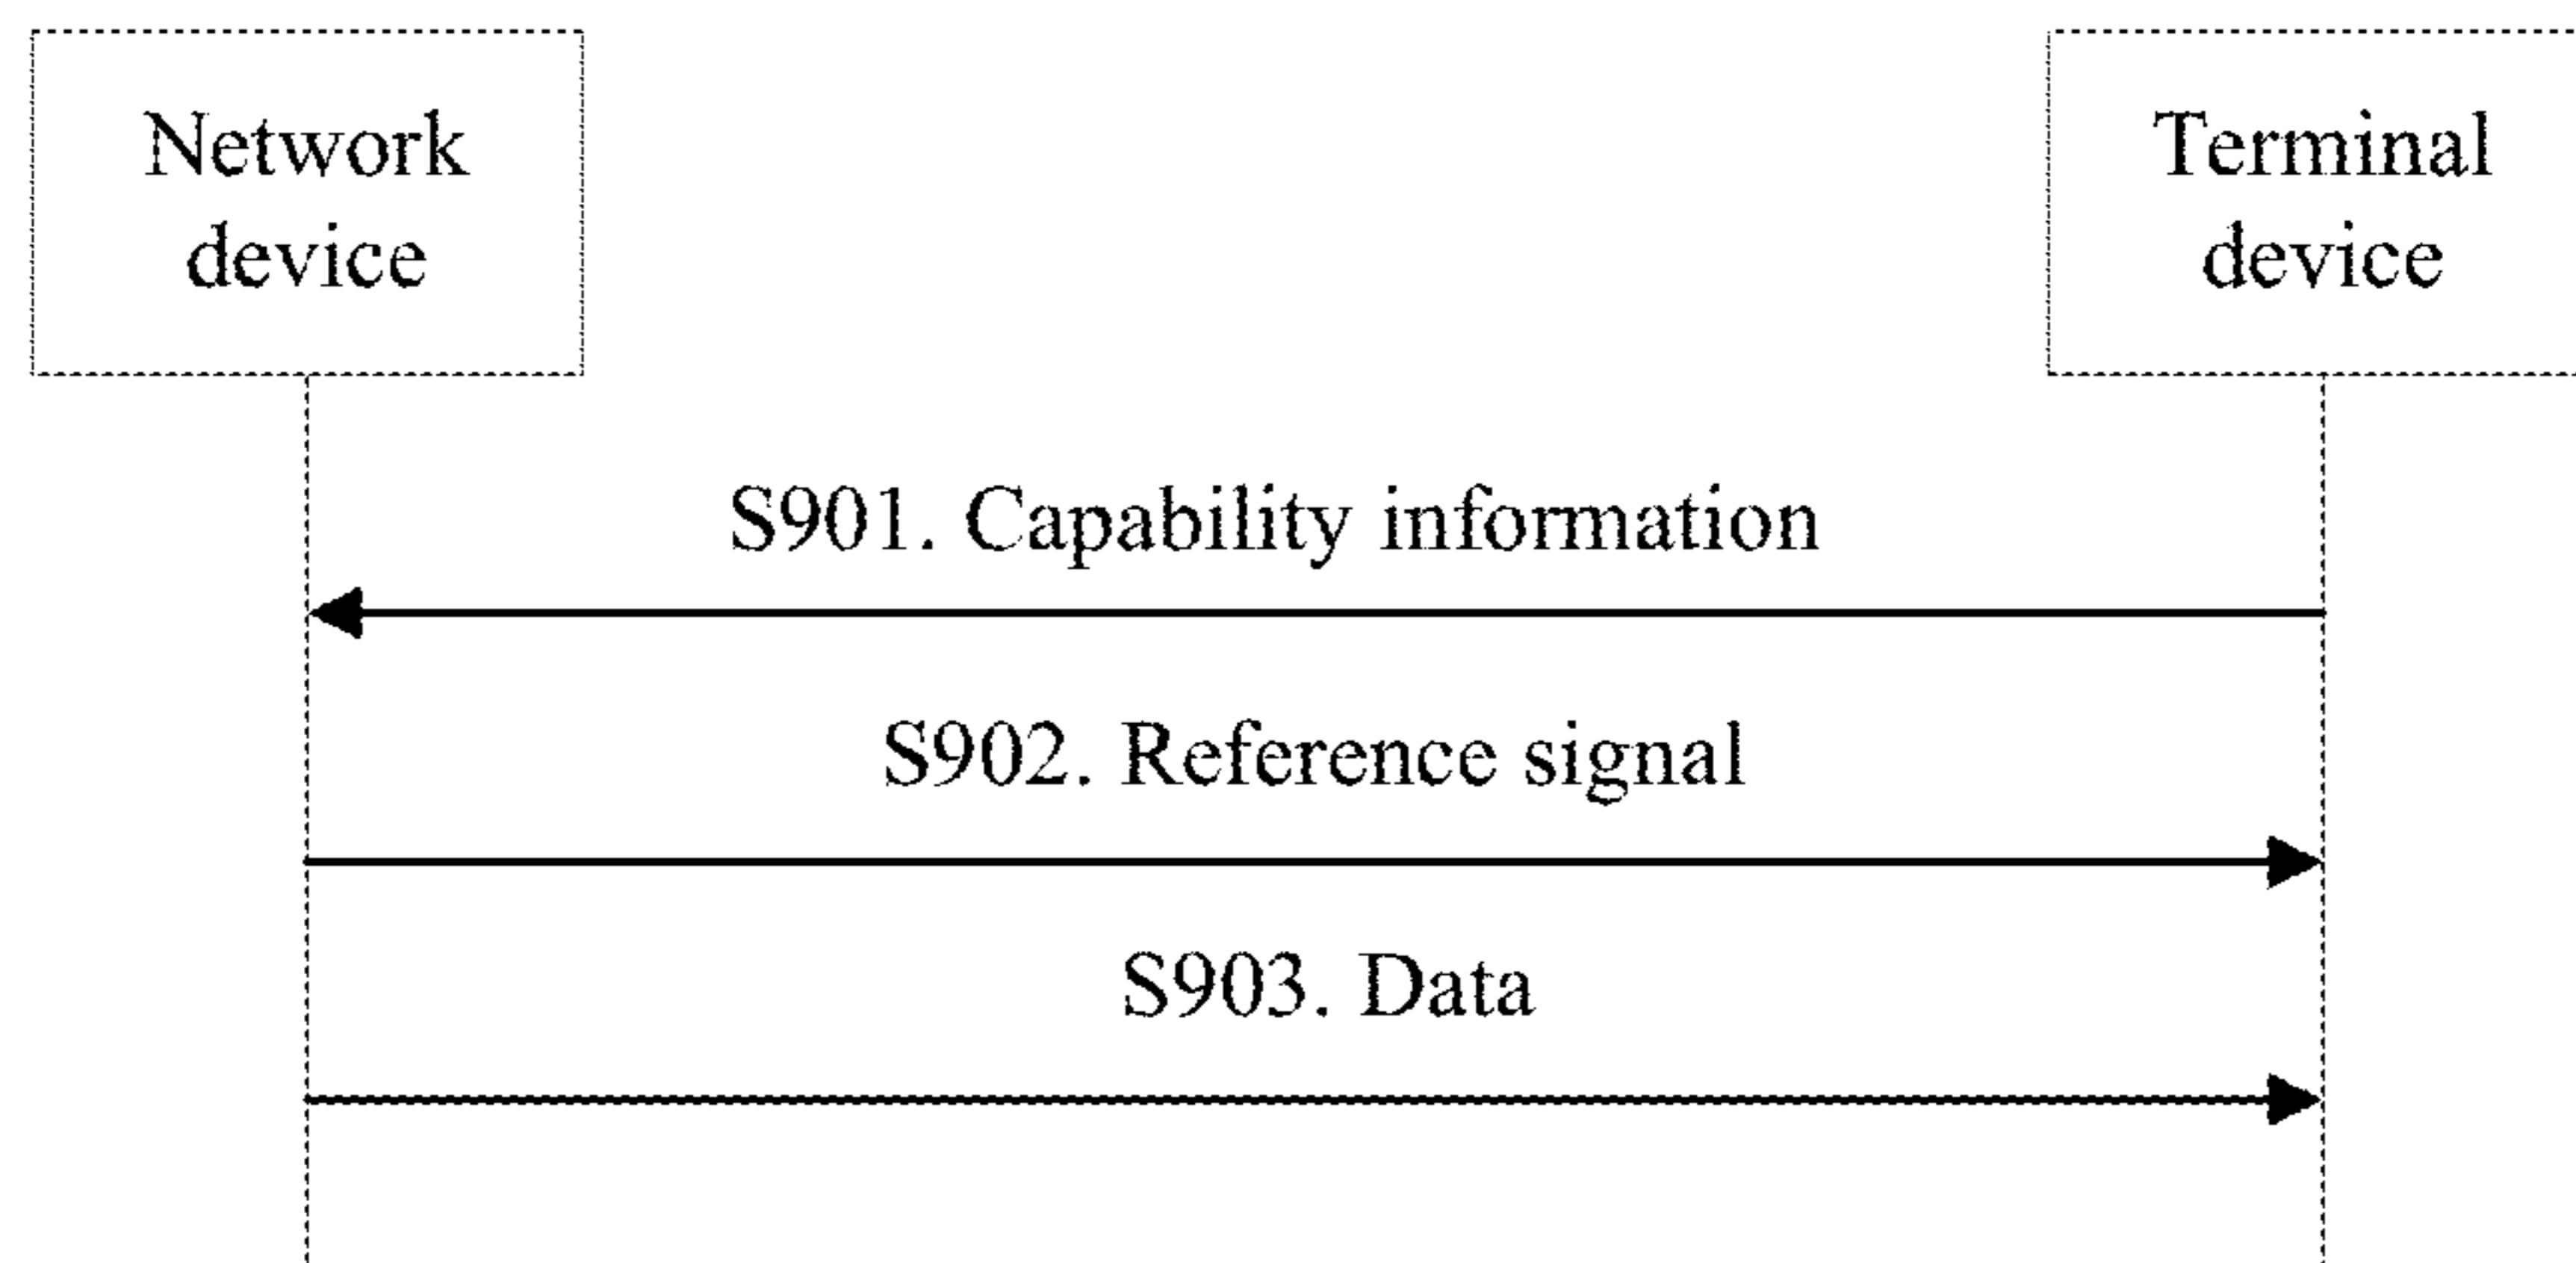 Network
device
Terminal
device
S901. Capability information
S902. Reference signal
S903. Data